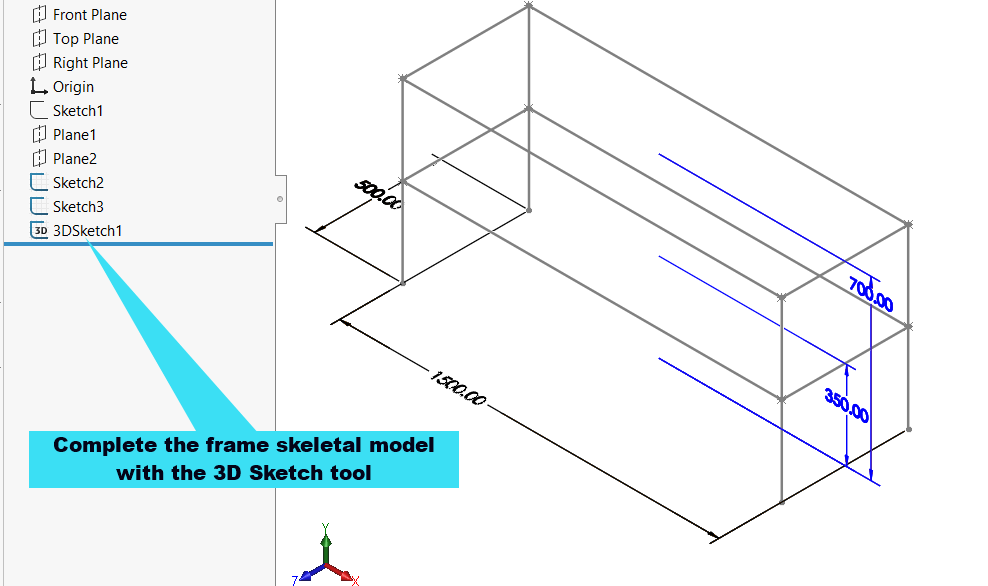 Front Plane
Top Plane
Right Plane
Origin
Sketch1
Plane1
Plane2
Sketch2
Sketch3
3D 3DSketch1
500.00
700.00
1500.00
350.00
Complete the frame skeletal model
with the 3D Sketch tool
Y
Z
X